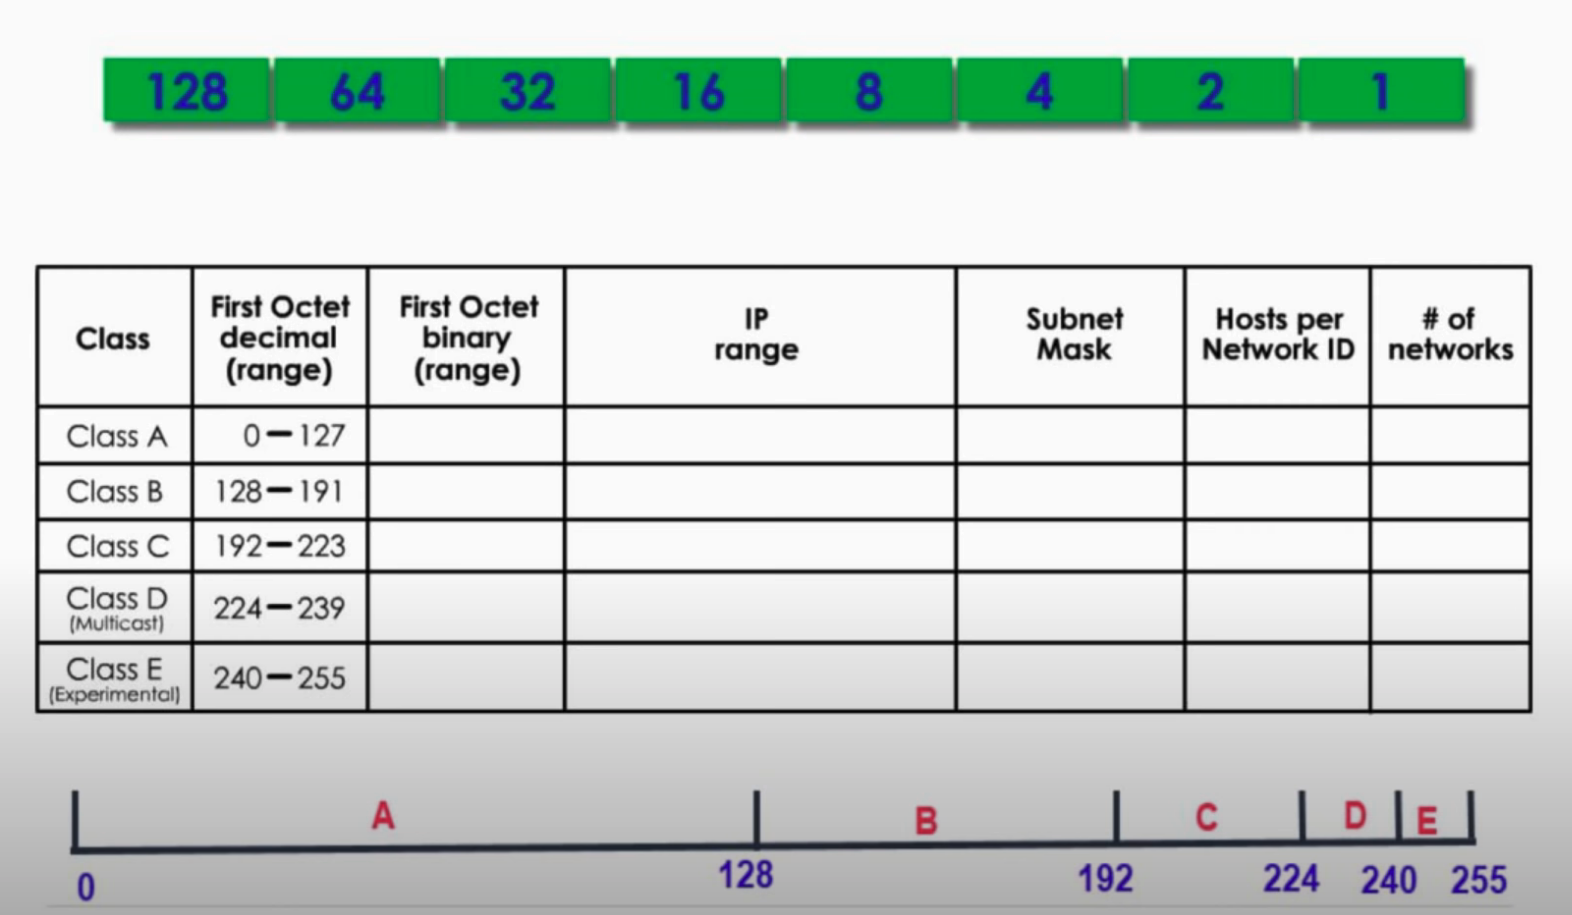 128 64 32 16 8 4 2 1
Class
First Octet
decimal
(range)
First Octet
binary
(range)
IP
range
Subnet
Mask
Hosts per
Network ID
# of
networks
Class A
0–127
Class B
128–191
Class C
192–223
Class D
(Multicast)
224–239
Class E
(Experimental)
240–255
A B C D E
0 128 192 224 240 255